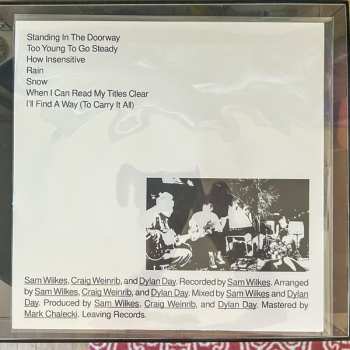 Standing In The Doorway
Too Young To Go Steady
How Insensitive
Rain
Snow
When I Can Read My Titles Clear
I'll Find A Way (To Carry It All)
Sam Wilkes, Craig Weinrib, and Dylan Day. Recorded by Sam Wilkes. Arranged
by Sam Wilkes, Craig Weinrib, and Dylan Day. Mixed by Sam Wilkes and Dylan
Day. Produced by Sam Wilkes, Craig Weinrib, and Dylan Day. Mastered by
Mark Chalecki. Leaving Records.